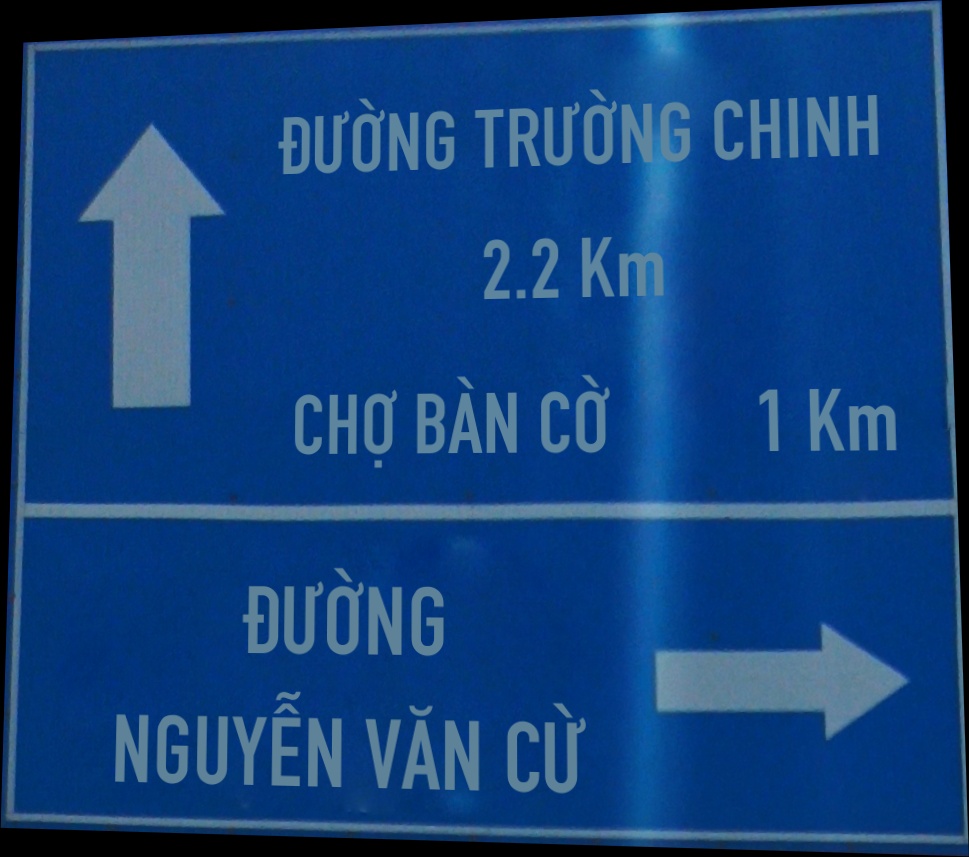 ĐƯỜNG TRƯỜNG CHINH
2.2 Km
CHỢ BÀN CỜ 1 Km
ĐƯỜNG
NGUYỄN VĂN CỪ